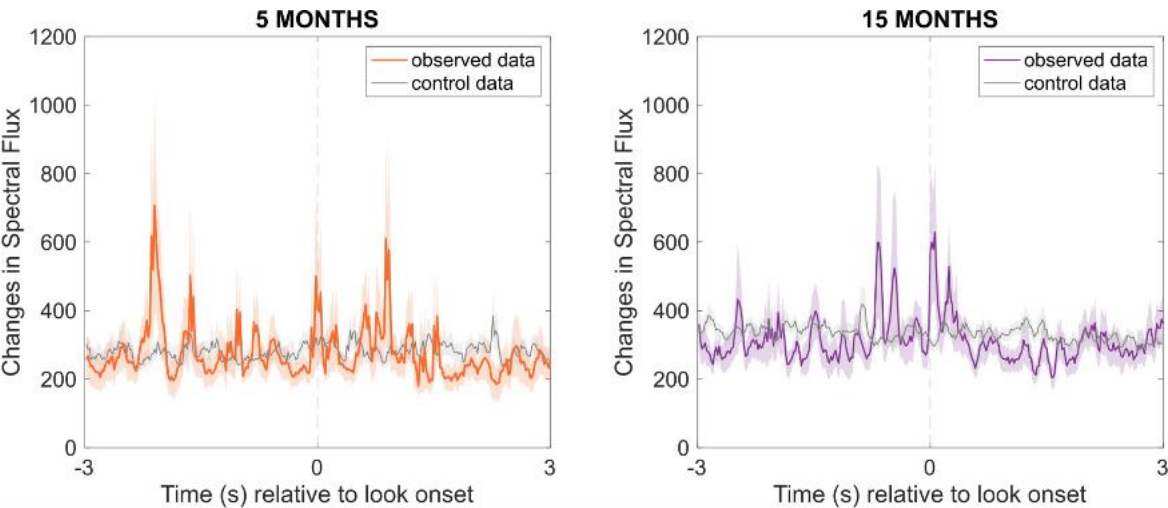 5 MONTHS
1200
1000
800
600
400
200
0
-3
0
3
Changes in Spectral Flux
Time (s) relative to look onset
observed data
control data
15 MONTHS
1200
1000
800
600
400
200
0
-3
0
3
Changes in Spectral Flux
Time (s) relative to look onset
observed data
control data